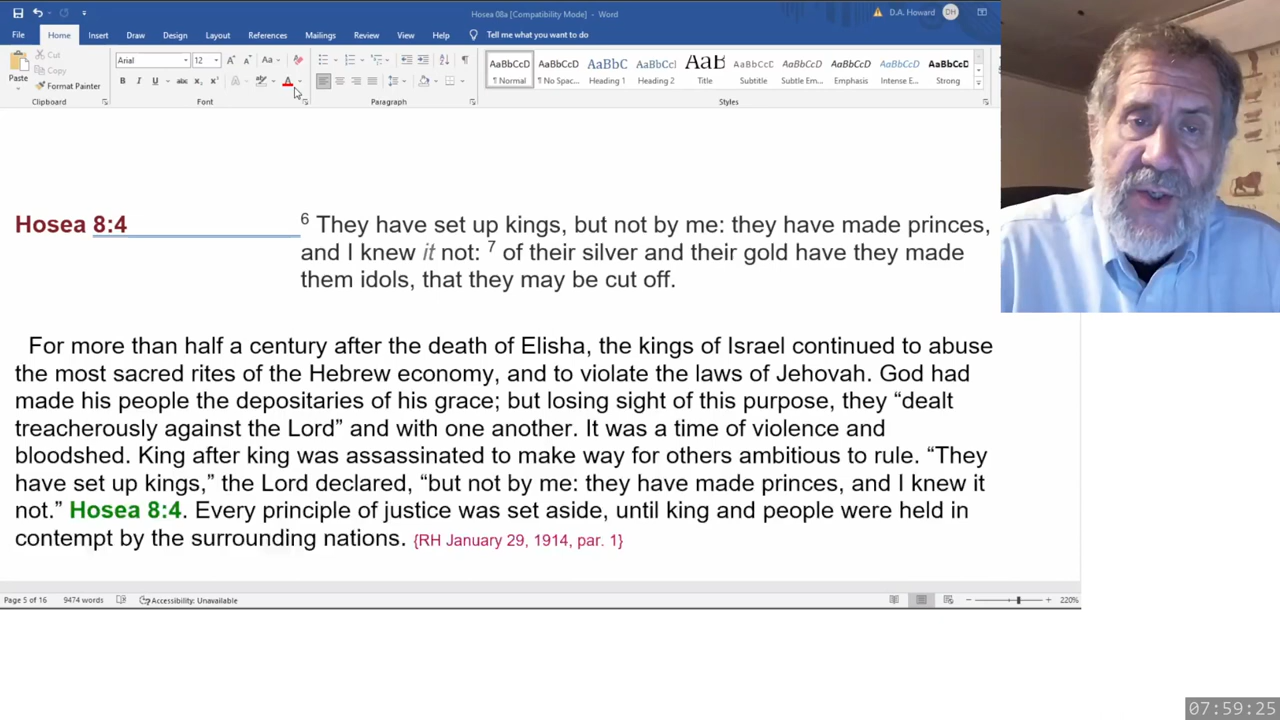 Hosea 08a [Compatibility Mode] - Word
D.A. Howard
DH
File Home Insert Draw Design Layout References Mailings Review View Help Tell me what you want to do
Paste
Cut
Copy
Format Painter
Clipboard
Arial 12
Font
Paragraph
AaBbCcD AaBbCcD AaBbC AaBbCcI AaB AaBbCcD AaBbCcD AaBbCcD AaBbCcD AaBbCcD
¶ Normal ¶ No Spac... Heading 1 Heading 2 Title Subtitle Subtle Em... Emphasis Intense E... Strong
Styles
Hosea 8:4 6 They have set up kings, but not by me: they have made princes,
and I knew it not: 7 of their silver and their gold have they made
them idols, that they may be cut off.
For more than half a century after the death of Elisha, the kings of Israel continued to abuse
the most sacred rites of the Hebrew economy, and to violate the laws of Jehovah. God had
made his people the depositaries of his grace; but losing sight of this purpose, they “dealt
treacherously against the Lord” and with one another. It was a time of violence and
bloodshed. King after king was assassinated to make way for others ambitious to rule. “They
have set up kings,” the Lord declared, “but not by me: they have made princes, and I knew it
not.” Hosea 8:4. Every principle of justice was set aside, until king and people were held in
contempt by the surrounding nations. {RH January 29, 1914, par. 1}
Page 5 of 16 9474 words Accessibility: Unavailable 220%
07:59:25